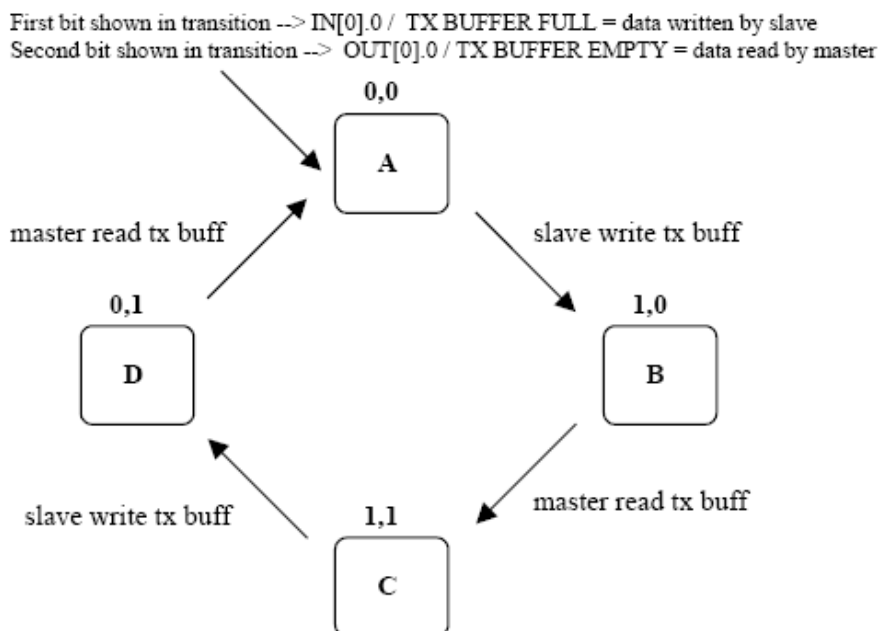 First bit shown in transition --> IN[0].0 / TX BUFFER FULL = data written by slave
Second bit shown in transition --> OUT[0].0 / TX BUFFER EMPTY = data read by master
0,0
A
master read tx buff
slave write tx buff
0,1
1,0
D
B
slave write tx buff
1,1
master read tx buff
C